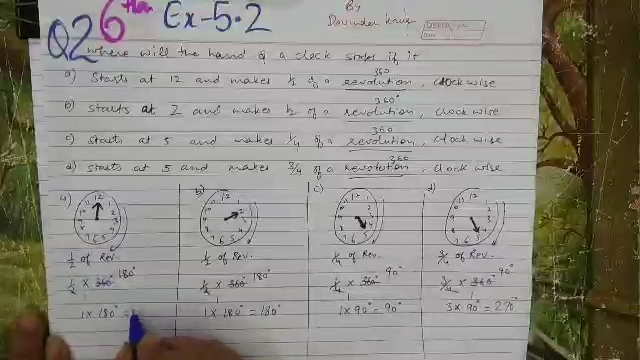 6th Ex-5.2
By
Davinder kaur
Q2 where will the hand of a clock stops if it
360
a) Starts at 12 and makes 1/2 of a revolution, clockwise
360°
b) starts at 2 and makes 1/2 of a revolution, clockwise
360
c) starts at 5 and makes 1/4 of a revolution, clockwise
360
d) starts at 5 and makes 3/4 of a revolution, clockwise
a) b) c) d)
1/2 of Rev. 1/2 of Rev. 1/4 of Rev. 3/4 of Rev.
1/2 x 360° 180° 1/2 x 360° 180° 1/4 x 360° 90° 3/4 x 360° 90°
1 x 180° = 1 x 180° = 180° 1 x 90° = 90° 3 x 90° = 270°